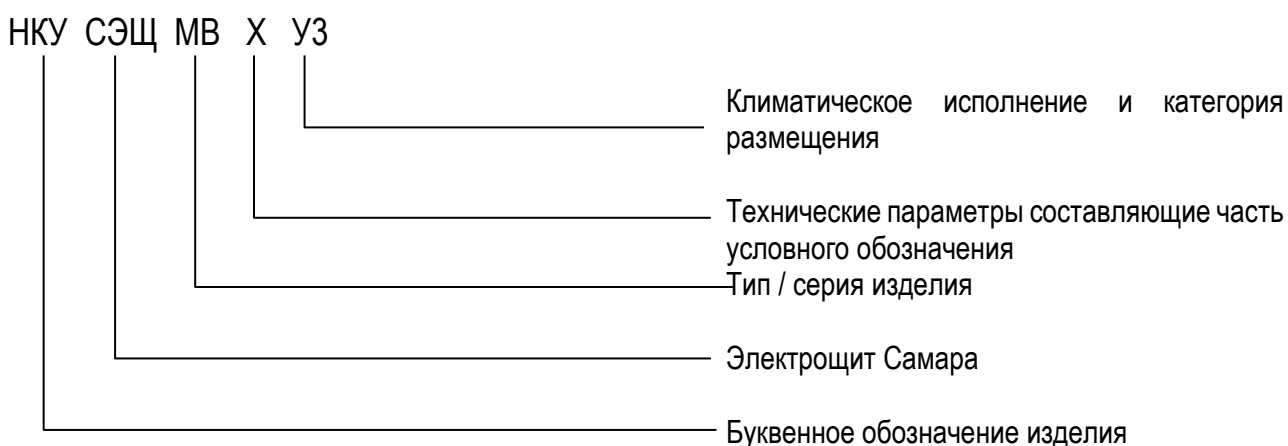 НКУ СЭЩ МВ Х У3
Климатическое исполнение и категория
размещения
Технические параметры составляющие часть
условного обозначения
Тип / серия изделия
Электрощит Самара
Буквенное обозначение изделия